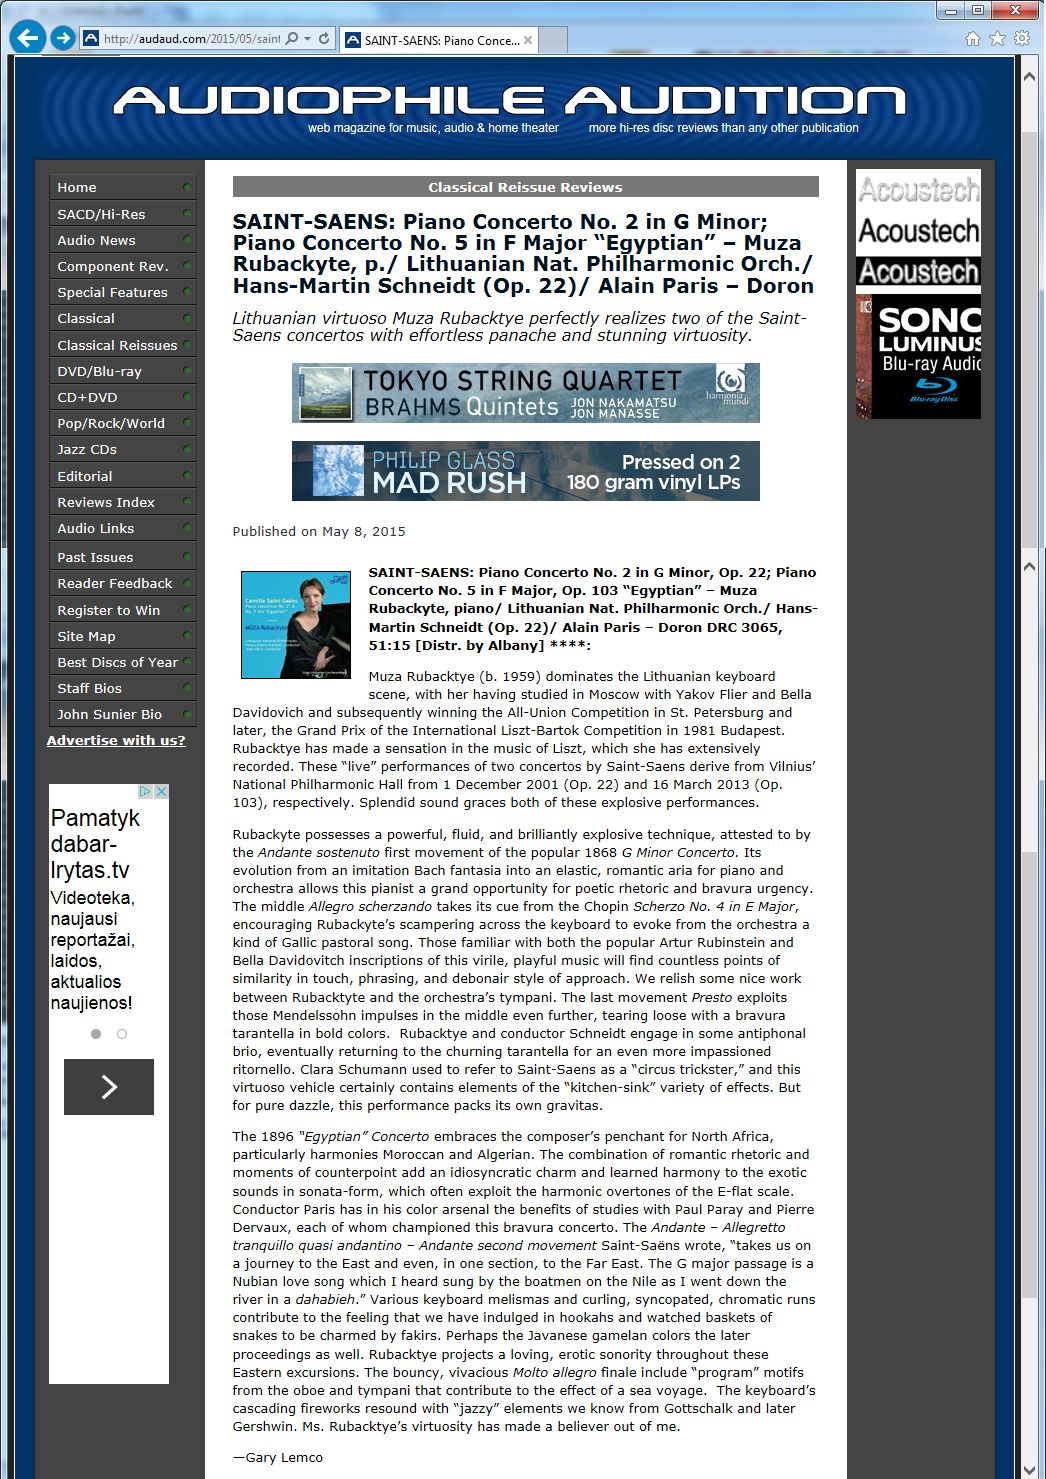 http://audaud.com/2015/05/saint
SAINT-SAENS: Piano Conce...
AUDIOPHILE AUDITION
web magazine for music, audio & home theater more hi-res disc reviews than any other publication
Home
SACD/Hi-Res
Audio News
Component Rev.
Special Features
Classical
Classical Reissues
DVD/Blu-ray
CD+DVD
Pop/Rock/World
Jazz CDs
Editorial
Reviews Index
Audio Links
Past Issues
Reader Feedback
Register to Win
Site Map
Best Discs of Year
Staff Bios
John Sunier Bio
Advertise with us?
Pamatyk
dabar-
lrytas.tv
Videoteka,
naujausi
reportažai,
laidos,
aktualios
naujienos!
Classical Reissue Reviews
SAINT-SAENS: Piano Concerto No. 2 in G Minor;
Piano Concerto No. 5 in F Major “Egyptian” – Muza
Rubackyte, p./ Lithuanian Nat. Philharmonic Orch./
Hans-Martin Schneidt (Op. 22)/ Alain Paris – Doron
Lithuanian virtuoso Muza Rubacktye perfectly realizes two of the Saint-
Saens concertos with effortless panache and stunning virtuosity.
TOKYO STRING QUARTET
BRAHMS Quintets JON NAKAMATSU
JON MANASSE
harmonia
mundi
PHILIP GLASS
MAD RUSH
Pressed on 2
180 gram vinyl LPs
Published on May 8, 2015
Camille Saint-Saëns
MŪZA Rubackyté
SAINT-SAENS: Piano Concerto No. 2 in G Minor, Op. 22; Piano
Concerto No. 5 in F Major, Op. 103 “Egyptian” – Muza
Rubackyte, piano/ Lithuanian Nat. Philharmonic Orch./ Hans-
Martin Schneidt (Op. 22)/ Alain Paris – Doron DRC 3065,
51:15 [Distr. by Albany] ****:
Muza Rubacktye (b. 1959) dominates the Lithuanian keyboard
scene, with her having studied in Moscow with Yakov Flier and Bella
Davidovich and subsequently winning the All-Union Competition in St. Petersburg and
later, the Grand Prix of the International Liszt-Bartok Competition in 1981 Budapest.
Rubacktye has made a sensation in the music of Liszt, which she has extensively
recorded. These “live” performances of two concertos by Saint-Saens derive from Vilnius’
National Philharmonic Hall from 1 December 2001 (Op. 22) and 16 March 2013 (Op.
103), respectively. Splendid sound graces both of these explosive performances.
Rubackyte possesses a powerful, fluid, and brilliantly explosive technique, attested to by
the Andante sostenuto first movement of the popular 1868 G Minor Concerto. Its
evolution from an imitation Bach fantasia into an elastic, romantic aria for piano and
orchestra allows this pianist a grand opportunity for poetic rhetoric and bravura urgency.
The middle Allegro scherzando takes its cue from the Chopin Scherzo No. 4 in E Major,
encouraging Rubackyte’s scampering across the keyboard to evoke from the orchestra a
kind of Gallic pastoral song. Those familiar with both the popular Artur Rubinstein and
Bella Davidovitch inscriptions of this virile, playful music will find countless points of
similarity in touch, phrasing, and debonair style of approach. We relish some nice work
between Rubacktyte and the orchestra’s tympani. The last movement Presto exploits
those Mendelssohn impulses in the middle even further, tearing loose with a bravura
tarantella in bold colors. Rubacktye and conductor Schneidt engage in some antiphonal
brio, eventually returning to the churning tarantella for an even more impassioned
ritornello. Clara Schumann used to refer to Saint-Saens as a “circus trickster,” and this
virtuoso vehicle certainly contains elements of the “kitchen-sink” variety of effects. But
for pure dazzle, this performance packs its own gravitas.
The 1896 “Egyptian” Concerto embraces the composer’s penchant for North Africa,
particularly harmonies Moroccan and Algerian. The combination of romantic rhetoric and
moments of counterpoint add an idiosyncratic charm and learned harmony to the exotic
sounds in sonata-form, which often exploit the harmonic overtones of the E-flat scale.
Conductor Paris has in his color arsenal the benefits of studies with Paul Paray and Pierre
Dervaux, each of whom championed this bravura concerto. The Andante – Allegretto
tranquillo quasi andantino – Andante second movement Saint-Saëns wrote, “takes us on
a journey to the East and even, in one section, to the Far East. The G major passage is a
Nubian love song which I heard sung by the boatmen on the Nile as I went down the
river in a dahabieh.” Various keyboard melismas and curling, syncopated, chromatic runs
contribute to the feeling that we have indulged in hookahs and watched baskets of
snakes to be charmed by fakirs. Perhaps the Javanese gamelan colors the later
proceedings as well. Rubacktye projects a loving, erotic sonority throughout these
Eastern excursions. The bouncy, vivacious Molto allegro finale include “program” motifs
from the oboe and tympani that contribute to the effect of a sea voyage. The keyboard’s
cascading fireworks resound with “jazzy” elements we know from Gottschalk and later
Gershwin. Ms. Rubacktye’s virtuosity has made a believer out of me.
—Gary Lemco
Acoustech
Acoustech
Acoustech
SONO
LUMINUS
Blu-ray Audio
Blu-ray Disc